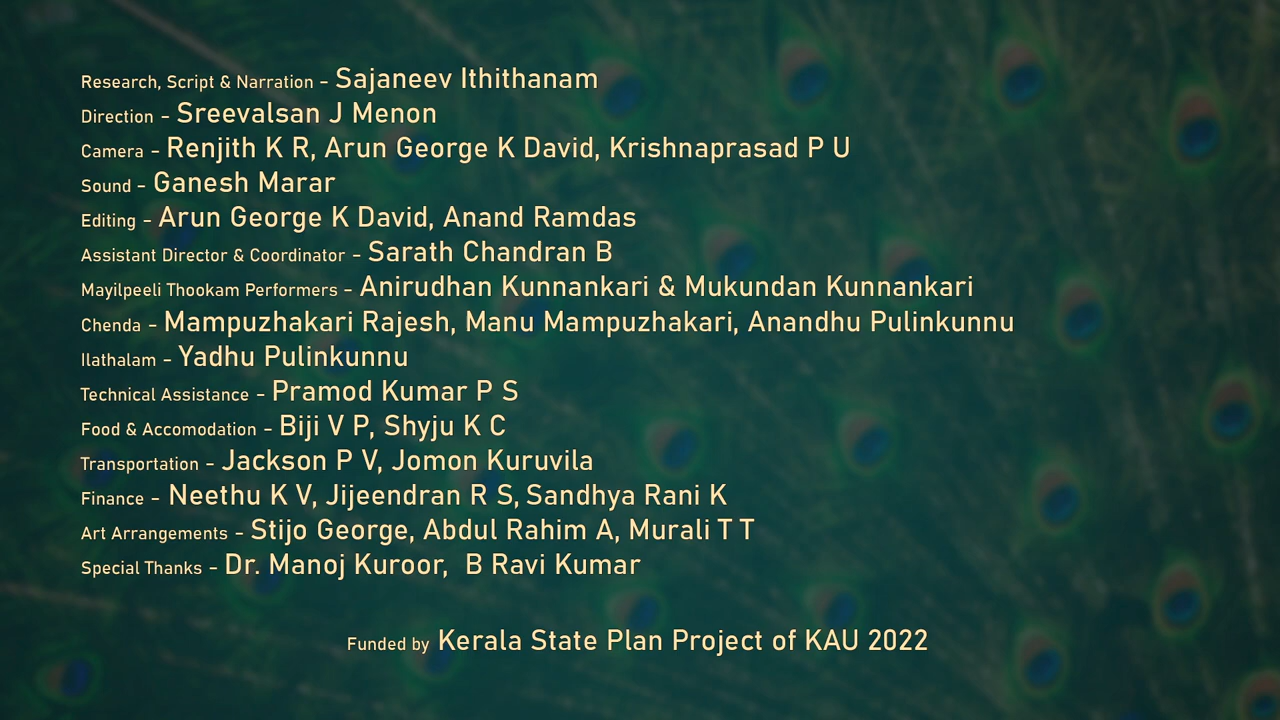 Research, Script & Narration - Sajaneev Ithithanam
Direction - Sreevalsan J Menon
Camera - Renjith K R, Arun George K David, Krishnaprasad P U
Sound - Ganesh Marar
Editing - Arun George K David, Anand Ramdas
Assistant Director & Coordinator - Sarath Chandran B
Mayilpeeli Thookam Performers - Anirudhan Kunnankari & Mukundan Kunnankari
Chenda - Mampuzhakari Rajesh, Manu Mampuzhakari, Anandhu Pulinkunnu
Ilathalam - Yadhu Pulinkunnu
Technical Assistance - Pramod Kumar P S
Food & Accomodation - Biji V P, Shyju K C
Transportation - Jackson P V, Jomon Kuruvila
Finance - Neethu K V, Jijeendran R S, Sandhya Rani K
Art Arrangements - Stijo George, Abdul Rahim A, Murali T T
Special Thanks - Dr. Manoj Kuroor, B Ravi Kumar
Funded by Kerala State Plan Project of KAU 2022